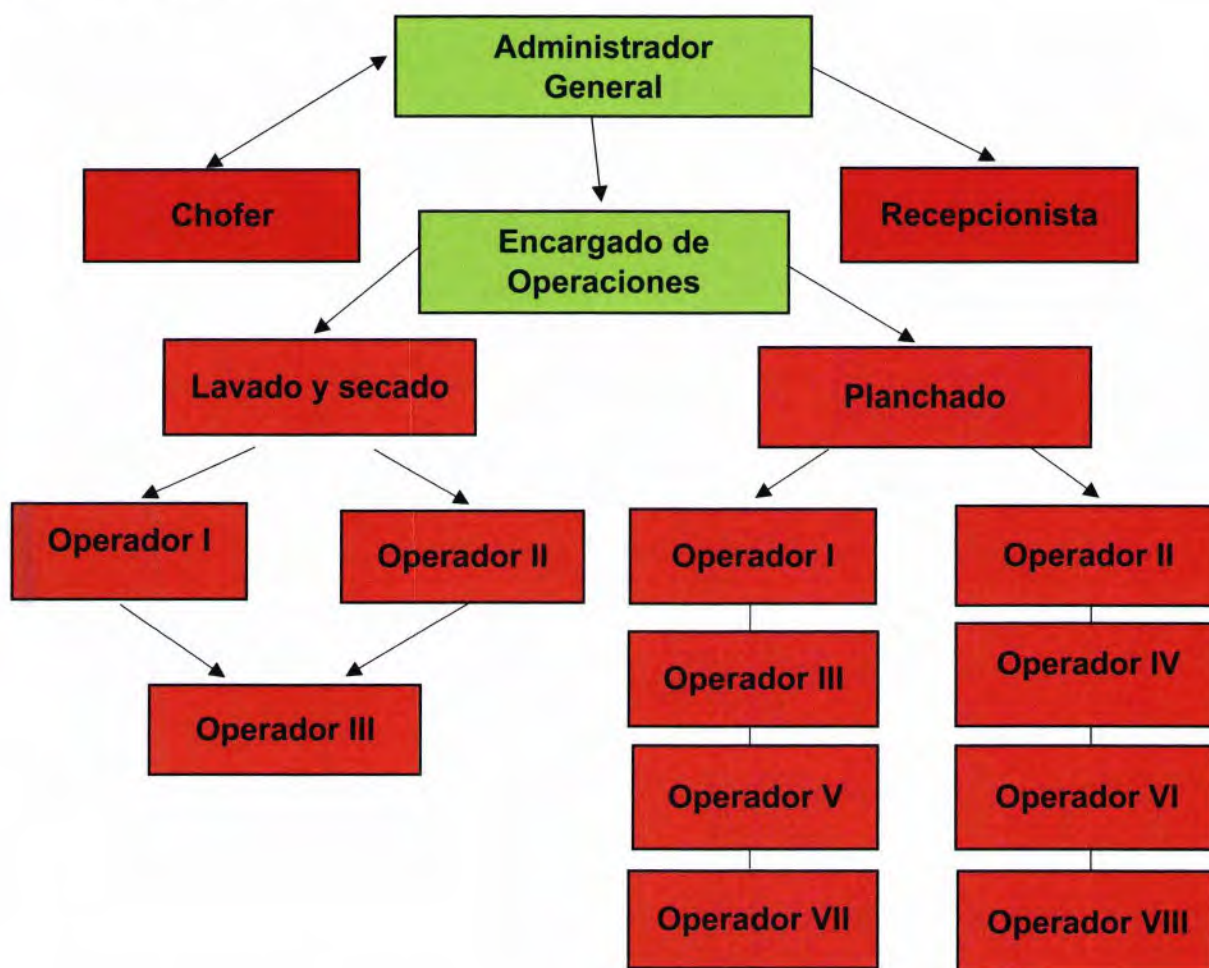 Administrador
General
Chofer
Recepcionista
Encargado de
Operaciones
Lavado y secado
Planchado
Operador I
Operador II
Operador I
Operador II
Operador III
Operador IV
Operador III
Operador V
Operador VI
Operador VII
Operador VIII